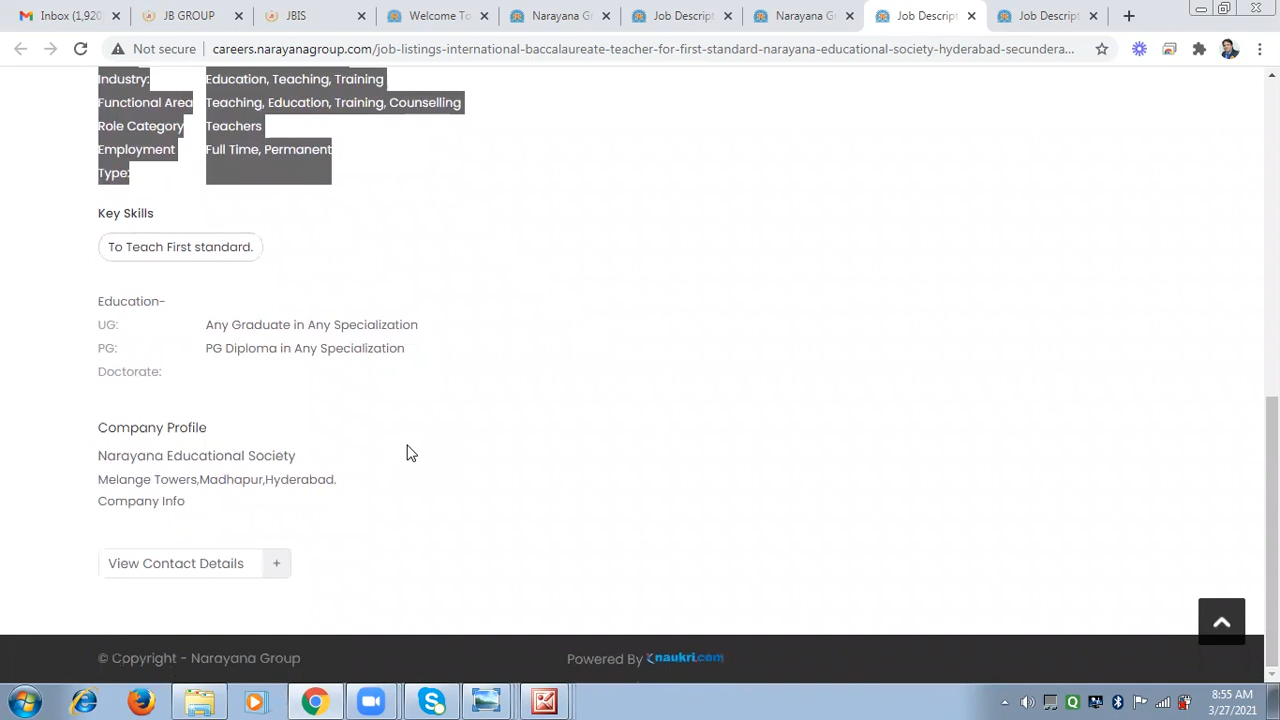 Inbox (1,920
JB GROUP
JBIS
Welcome To
Narayana Gr
Job Descript
Narayana Gr
Job Descript
Job Descript
Not secure
careers.narayanagroup.com/job-listings-international-baccalaureate-teacher-for-first-standard-narayana-educational-society-hyderabad-secundera...
Industry: Education, Teaching, Training
Functional Area Teaching, Education, Training, Counselling
Role Category Teachers
Employment Full Time, Permanent
Type:
Key Skills
To Teach First standard.
Education-
UG: Any Graduate in Any Specialization
PG: PG Diploma in Any Specialization
Doctorate:
Company Profile
Narayana Educational Society
Melange Towers,Madhapur,Hyderabad.
Company Info
View Contact Details +
© Copyright - Narayana Group
Powered By naukri.com
8:55 AM
3/27/2021